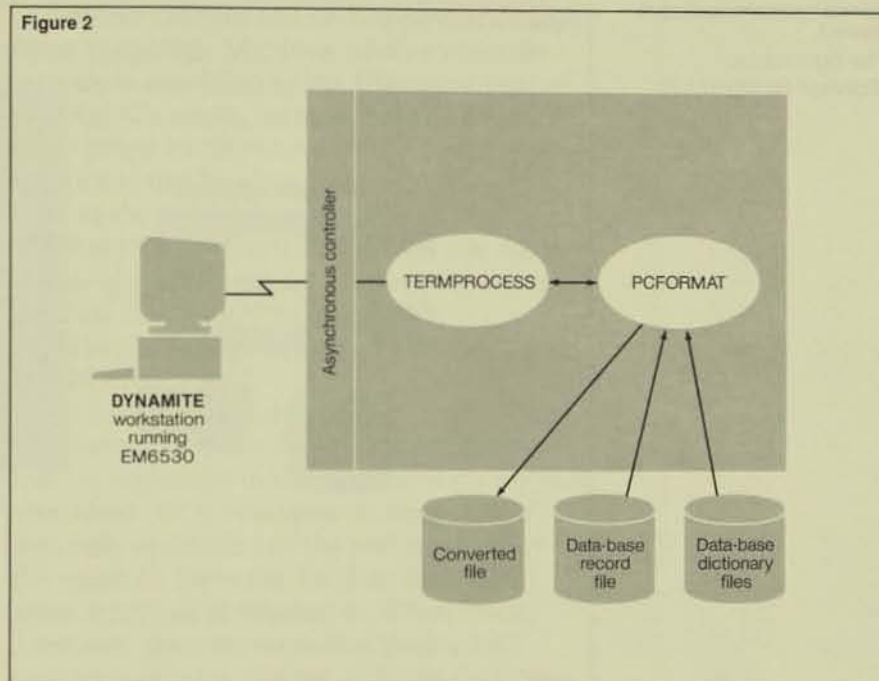 Figure 2
Asynchronous controller
TERMPROCESS
PCFORMAT
DYNAMITE
workstation
running
EM6530
Converted
file
Data-base
record
file
Data-base
dictionary
files